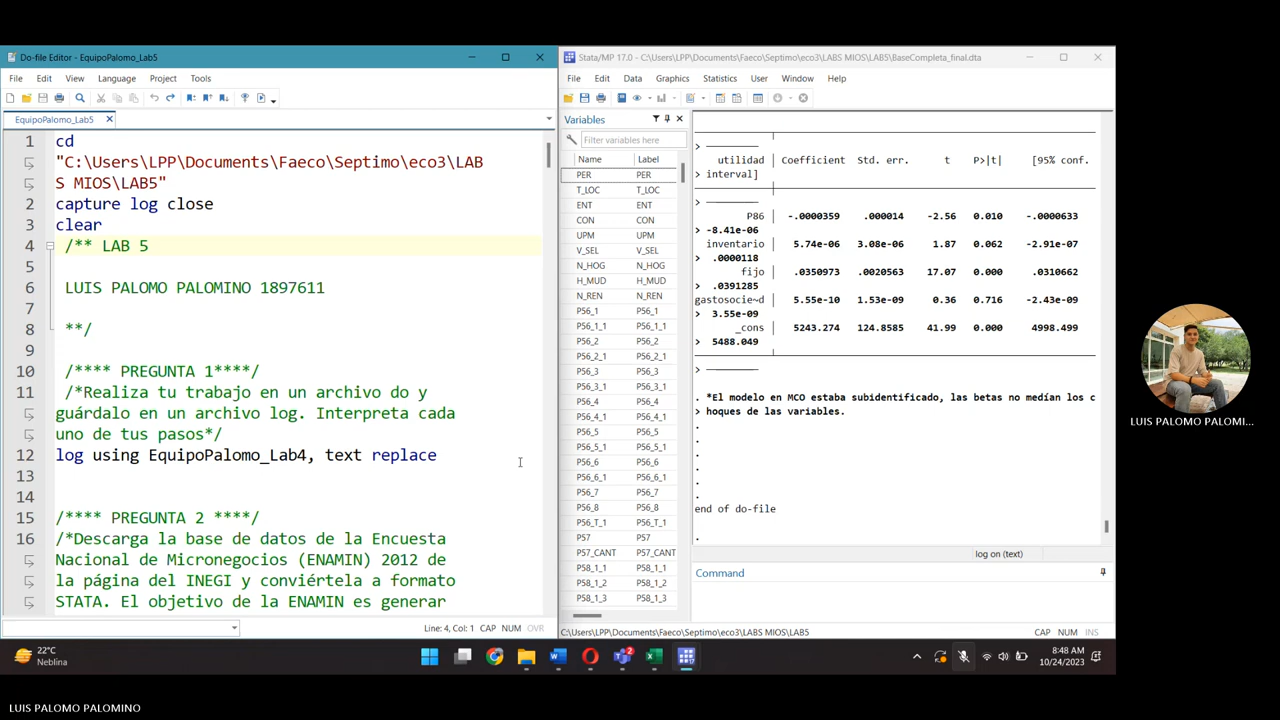 Do-file Editor - EquipoPalomo_Lab5
File Edit View Language Project Tools
EquipoPalomo_Lab5
1 cd
"C:\Users\LPP\Documents\Faeco\Septimo\eco3\LAB
S MIOS\LAB5"
2 capture log close
3 clear
4 /** LAB 5
5
6 LUIS PALOMO PALOMINO 1897611
7
8 **/
9
10 /**** PREGUNTA 1****/
11 /*Realiza tu trabajo en un archivo do y
guárdalo en un archivo log. Interpreta cada
uno de tus pasos*/
12 log using EquipoPalomo_Lab4, text replace
13
14
15 /**** PREGUNTA 2 ****/
16 /*Descarga la base de datos de la Encuesta
Nacional de Micronegocios (ENAMIN) 2012 de
la página del INEGI y conviértela a formato
STATA. El objetivo de la ENAMIN es generar
Line: 4, Col: 1 CAP NUM OVR
Stata/MP 17.0 - C:\Users\LPP\Documents\Faeco\Septimo\eco3\LABS MIOS\LAB5\BaseCompleta_final.dta
File Edit Data Graphics Statistics User Window Help
Variables
Filter variables here
Name Label
PER PER
T_LOC T_LOC
ENT ENT
CON CON
UPM UPM
V_SEL V_SEL
N_HOG N_HOG
H_MUD H_MUD
N_REN N_REN
P56_1 P56_1
P56_1_1 P56_1_1
P56_2 P56_2
P56_2_1 P56_2_1
P56_3 P56_3
P56_3_1 P56_3_1
P56_4 P56_4
P56_4_1 P56_4_1
P56_5 P56_5
P56_5_1 P56_5_1
P56_6 P56_6
P56_6_1 P56_6_1
P56_7 P56_7
P56_8 P56_8
P56_T_1 P56_T_1
P57 P57
P57_CANT P57_CANT
P58_1_1 P58_1_1
P58_1_2 P58_1_2
P58_1_3 P58_1_3
>
utilidad Coefficient Std. err. t P>|t| [95% conf.
> interval]
>
P86 -.0000359 .000014 -2.56 0.010 -.0000633
> -8.41e-06
inventario 5.74e-06 3.08e-06 1.87 0.062 -2.91e-07
> .0000118
fijo .0350973 .0020563 17.07 0.000 .0310662
> .0391285
gastosocie~d 5.55e-10 1.53e-09 0.36 0.716 -2.43e-09
> 3.55e-09
_cons 5243.274 124.8585 41.99 0.000 4998.499
> 5488.049
>
. *El modelo en MCO estaba subidentificado, las betas no medían los c
> hoques de las variables.
.
.
.
.
.
.
end of do-file
.
log on (text)
Command
C:\Users\LPP\Documents\Faeco\Septimo\eco3\LABS MIOS\LAB5 CAP NUM INS
22°C
Neblina
2
17
8:48 AM
10/24/2023
LUIS PALOMO PALOMI...
LUIS PALOMO PALOMINO